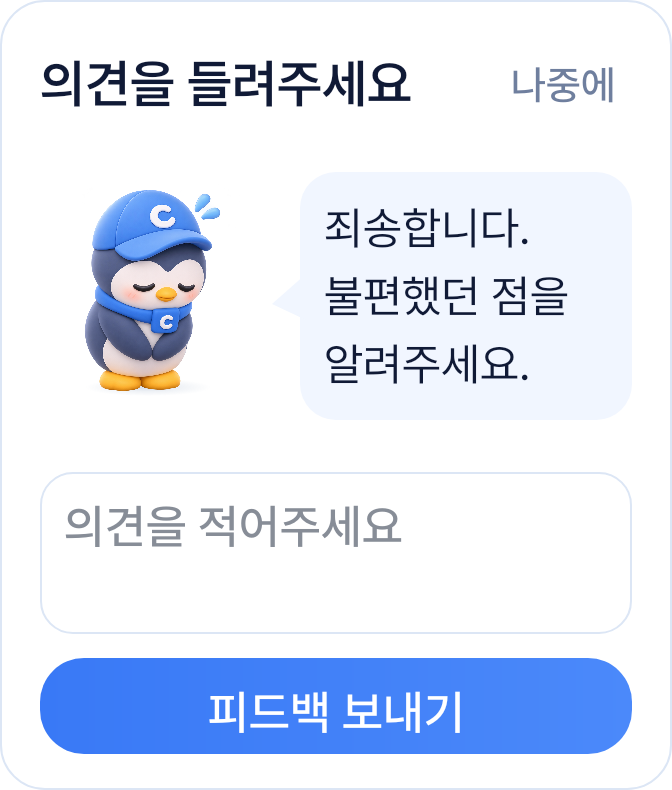 의견을 들려주세요
나중에
C
C
죄송합니다.
불편했던 점을
알려주세요.
의견을 적어주세요
피드백 보내기